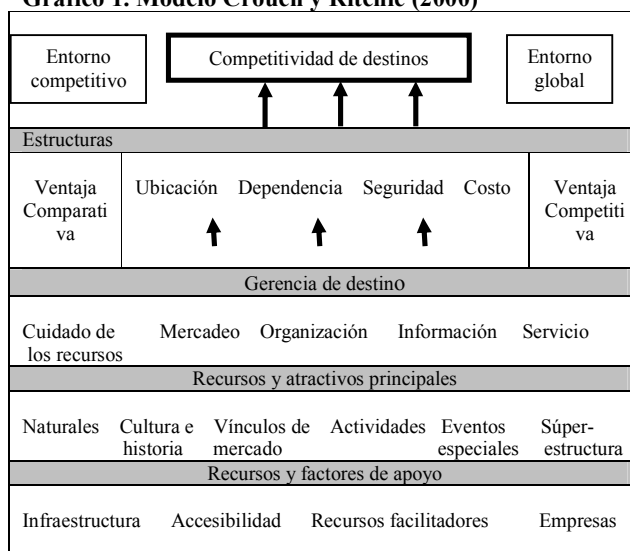 Gráfico 1. Modelo Crouch y Ritchie (2000)
Entorno
competitivo
Competitividad de destinos
Entorno
global
Estructuras
Ventaja
Comparati
va
Ubicación Dependencia Seguridad Costo
Ventaja
Competiti
va
Gerencia de destino
Cuidado de
los recursos
Mercadeo Organización Información Servicio
Recursos y atractivos principales
Naturales
Cultura e
historia
Vínculos de
mercado
Actividades
Eventos
especiales
Súper-
estructura
Recursos y factores de apoyo
Infraestructura Accesibilidad Recursos facilitadores Empresas